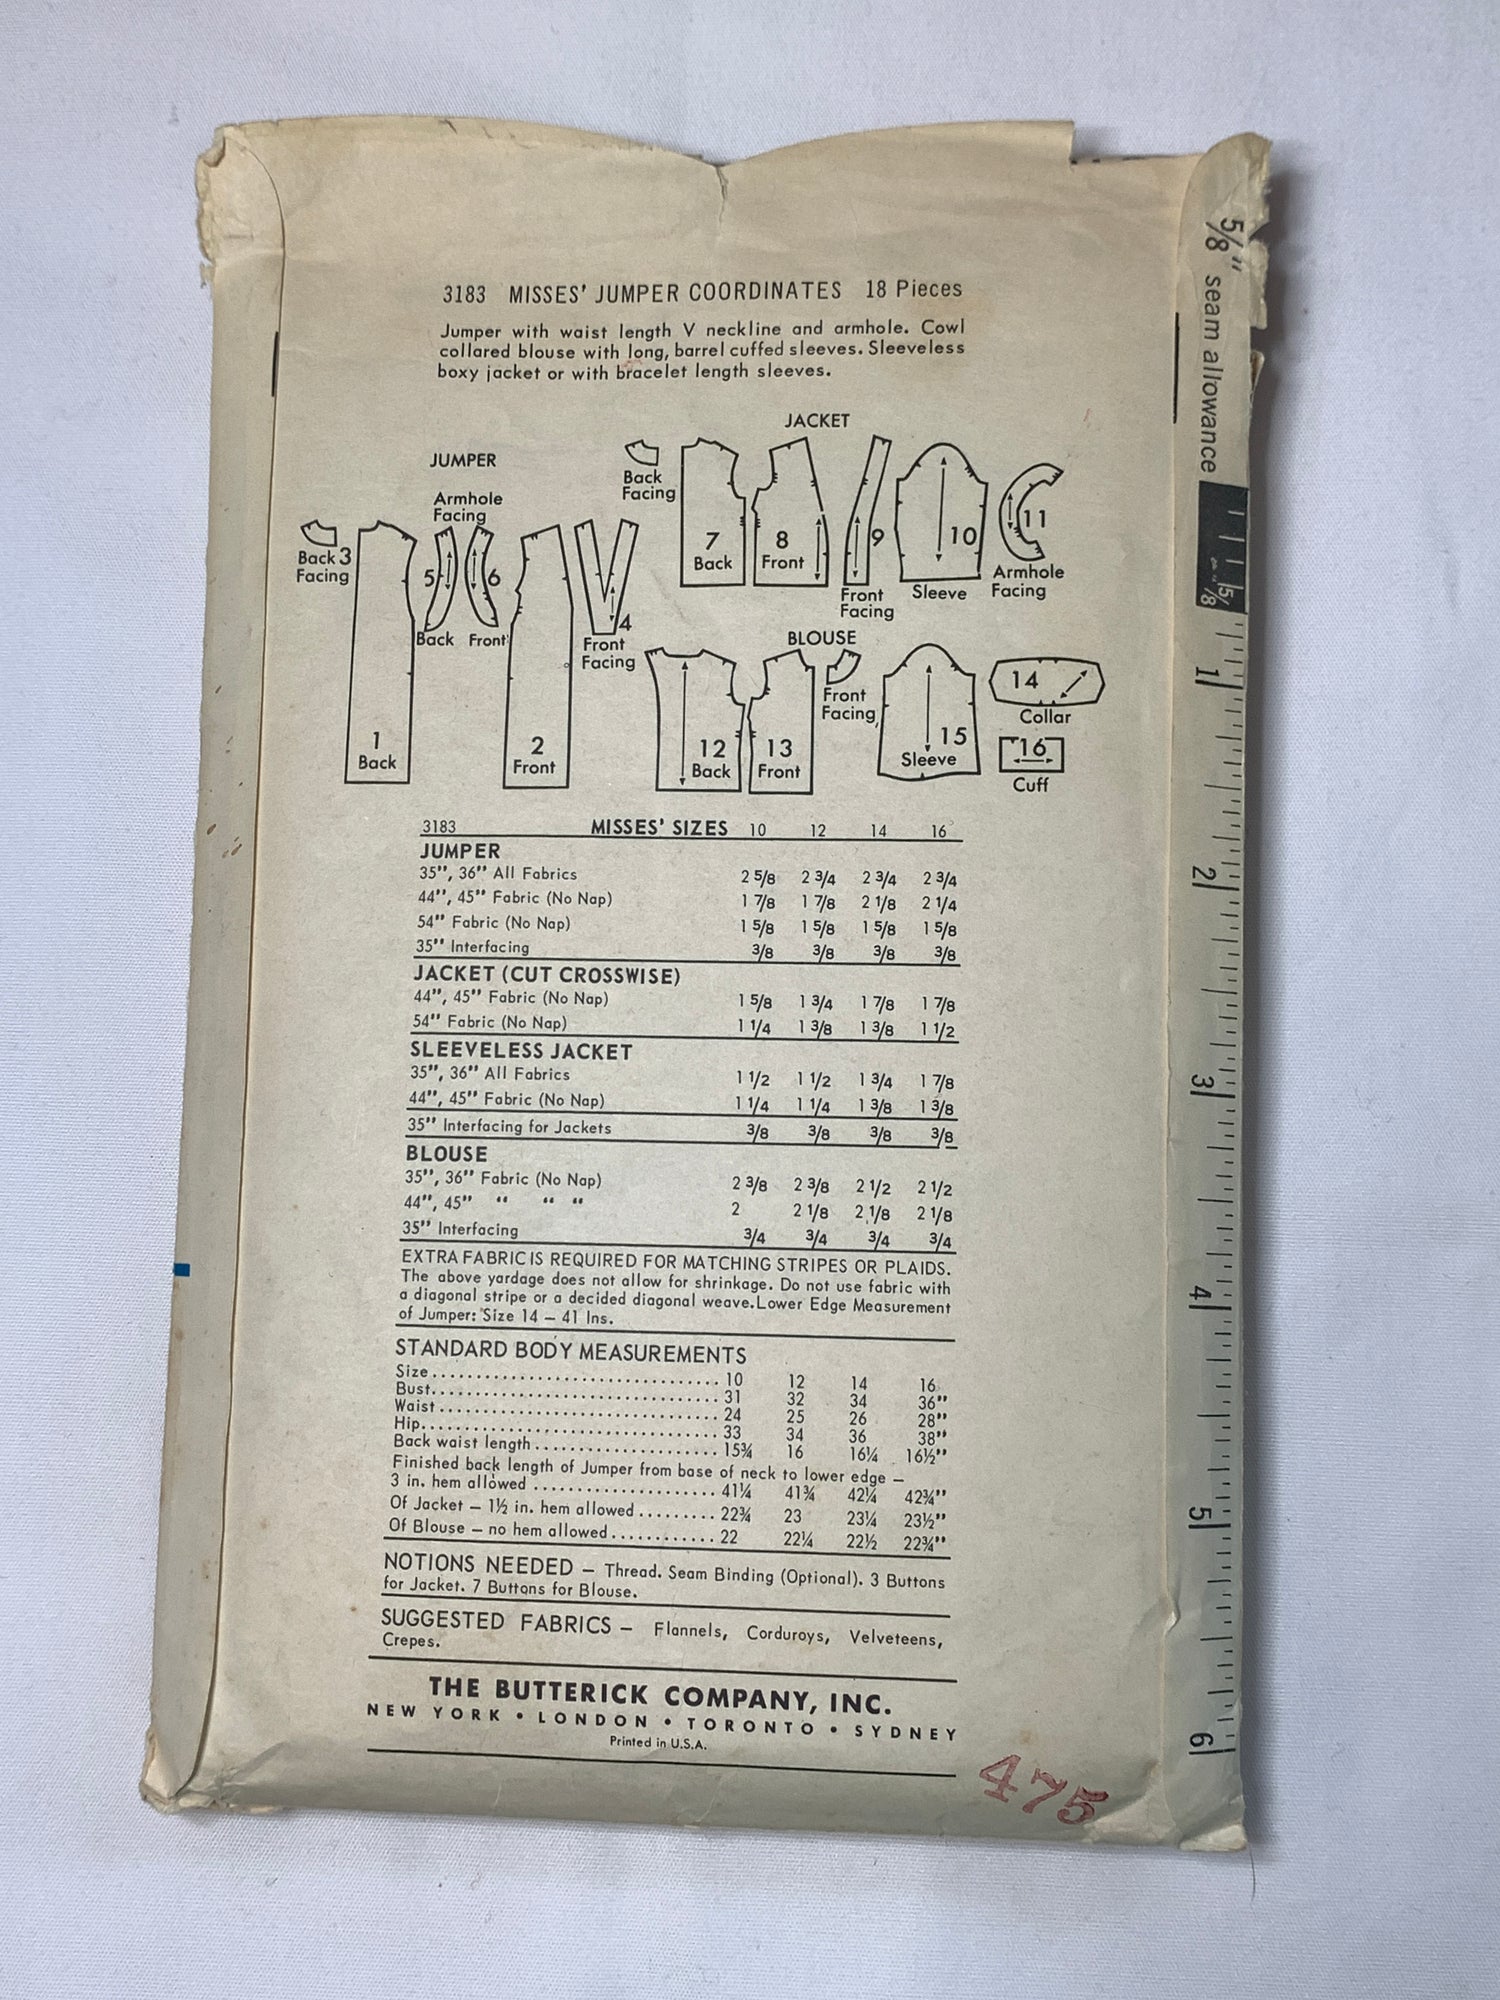 3183 MISSES' JUMPER COORDINATES 18 Pieces
Jumper with waist length V neckline and armhole. Cowl
collared blouse with long, barrel cuffed sleeves. Sleeveless
boxy jacket or with bracelet length sleeves.
JUMPER
Back 3
Facing
1
Back
Armhole
Facing
5
Back
6
Front
2
Front
4
Front
Facing
JACKET
Back
Facing
7
Back
8
Front
9
Front
Facing
10
Sleeve
11
Armhole
Facing
BLOUSE
12
Back
13
Front
Front
Facing
15
Sleeve
14
Collar
16
Cuff
3183 MISSES' SIZES 10 12 14 16
JUMPER
35", 36" All Fabrics 2 5/8 2 3/4 2 3/4 2 3/4
44", 45" Fabric (No Nap) 1 7/8 1 7/8 2 1/8 2 1/4
54" Fabric (No Nap) 1 5/8 1 5/8 1 5/8 1 5/8
35" Interfacing 3/8 3/8 3/8 3/8
JACKET (CUT CROSSWISE)
44", 45" Fabric (No Nap) 1 5/8 1 3/4 1 7/8 1 7/8
54" Fabric (No Nap) 1 1/4 1 3/8 1 3/8 1 1/2
SLEEVELESS JACKET
35", 36" All Fabrics 1 1/2 1 1/2 1 3/4 1 7/8
44", 45" Fabric (No Nap) 1 1/4 1 1/4 1 3/8 1 3/8
35" Interfacing for Jackets 3/8 3/8 3/8 3/8
BLOUSE
35", 36" Fabric (No Nap) 2 3/8 2 3/8 2 1/2 2 1/2
44", 45" " " " 2 2 1/8 2 1/8 2 1/8
35" Interfacing 3/4 3/4 3/4 3/4
EXTRA FABRIC IS REQUIRED FOR MATCHING STRIPES OR PLAIDS.
The above yardage does not allow for shrinkage. Do not use fabric with
a diagonal stripe or a decided diagonal weave. Lower Edge Measurement
of Jumper: Size 14 – 41 Ins.
STANDARD BODY MEASUREMENTS
Size 10 12 14 16
Bust 31 32 34 36"
Waist 24 25 26 28"
Hip 33 34 36 38"
Back waist length 15¾ 16 16¼ 16½"
Finished back length of Jumper from base of neck to lower edge –
3 in. hem allowed 41¼ 41¾ 42¼ 42¾"
Of Jacket – 1½ in. hem allowed 22¾ 23 23¼ 23½"
Of Blouse – no hem allowed 22 22¼ 22½ 22¾"
NOTIONS NEEDED – Thread. Seam Binding (Optional). 3 Buttons
for Jacket. 7 Buttons for Blouse.
SUGGESTED FABRICS – Flannels, Corduroys, Velveteens,
Crepes.
THE BUTTERICK COMPANY, INC.
NEW YORK • LONDON • TORONTO • SYDNEY
Printed in U.S.A.
475
5/8" seam allowance
5/8
1
2
3
4
5
6